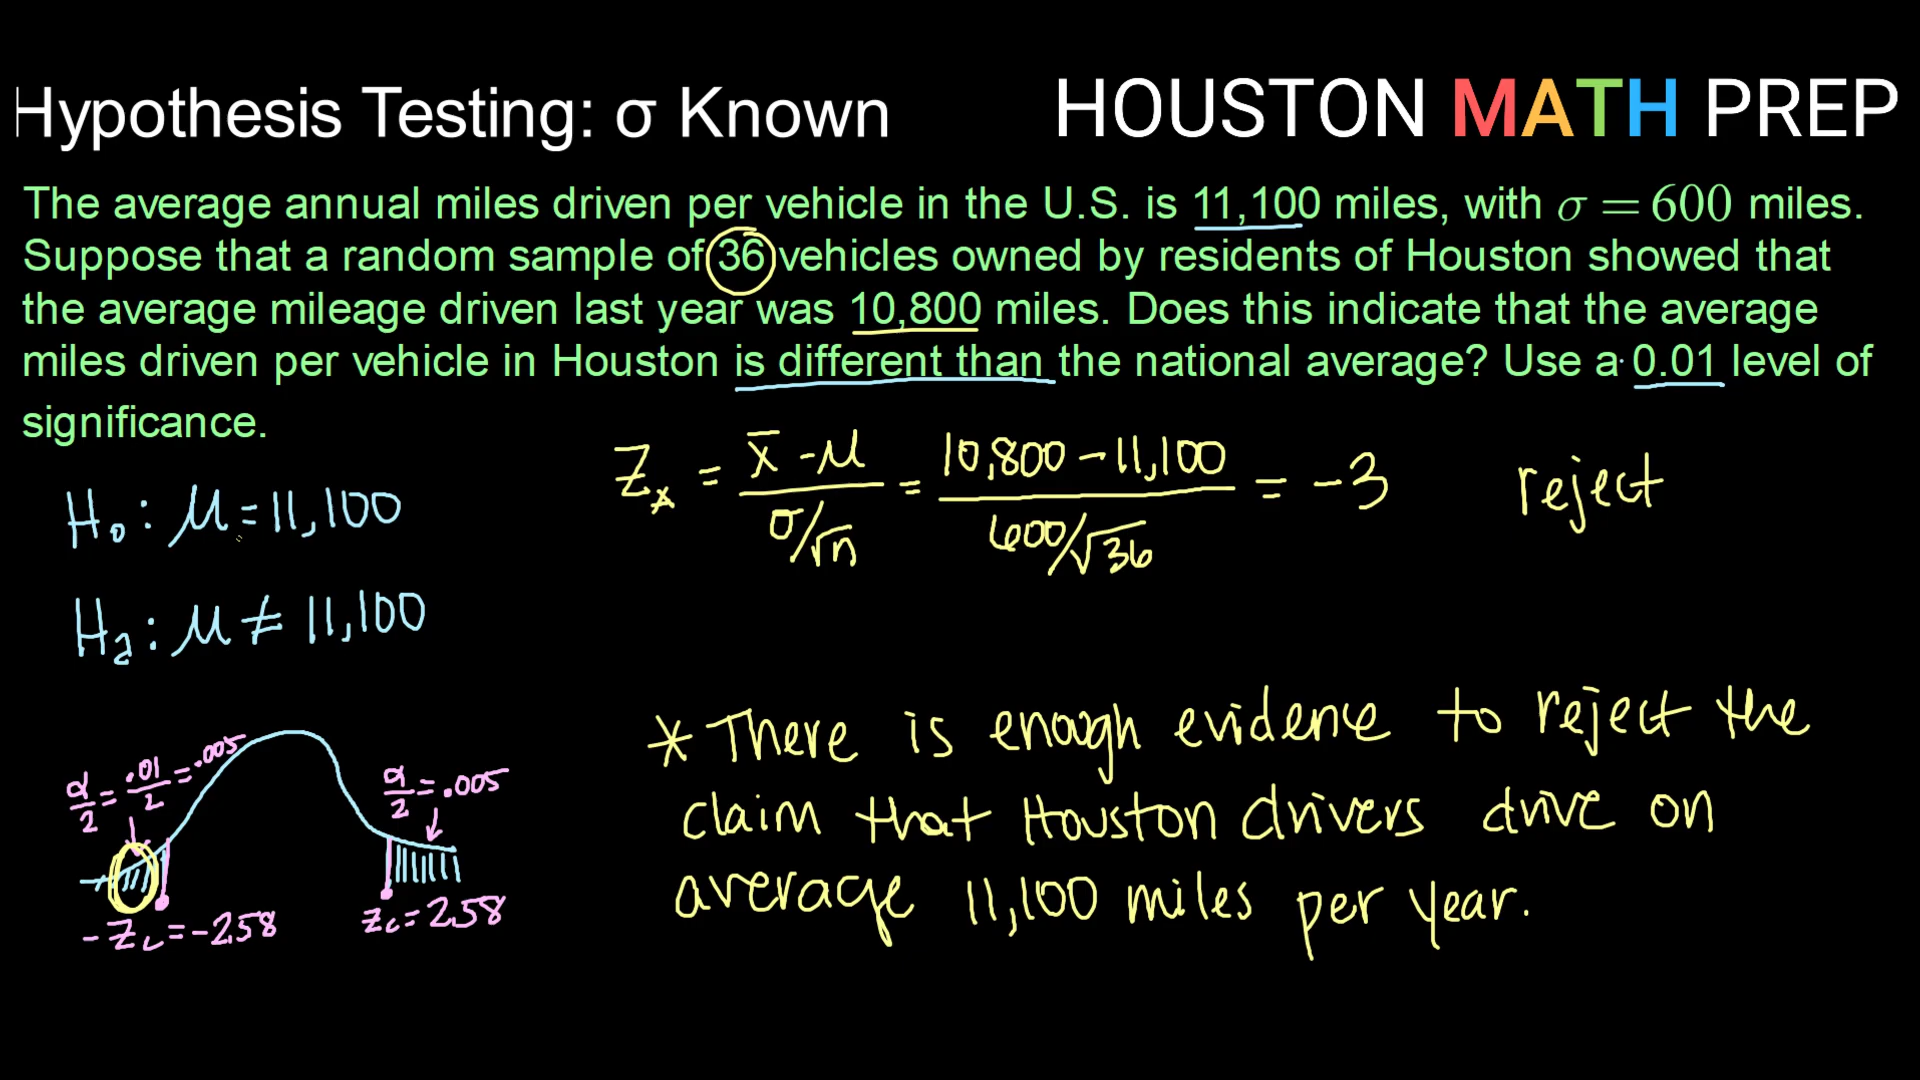 Hypothesis Testing: σ Known
HOUSTON MATH PREP
The average annual miles driven per vehicle in the U.S. is 11,100 miles, with σ = 600 miles.
Suppose that a random sample of 36 vehicles owned by residents of Houston showed that
the average mileage driven last year was 10,800 miles. Does this indicate that the average
miles driven per vehicle in Houston is different than the national average? Use a 0.01 level of
significance.
H₀: μ = 11,100
Hₐ: μ ≠ 11,100
Z* = (x̄ - μ)/(σ/√n) = (10,800 - 11,100)/(600/√36) = -3
reject
α/2 = .01/2 = .005
α/2 = .005
-Zc = -2.58
Zc = 2.58
* There is enough evidence to reject the
claim that Houston drivers drive on
average 11,100 miles per year.